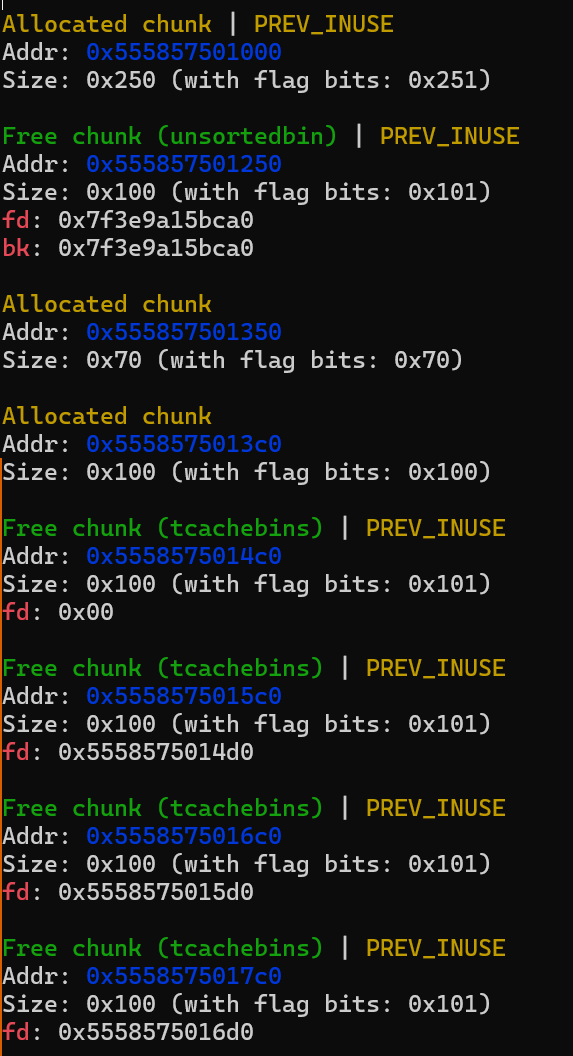 Allocated chunk | PREV_INUSE
Addr: 0x555857501000
Size: 0x250 (with flag bits: 0x251)
Free chunk (unsortedbin) | PREV_INUSE
Addr: 0x555857501250
Size: 0x100 (with flag bits: 0x101)
fd: 0x7f3e9a15bca0
bk: 0x7f3e9a15bca0
Allocated chunk
Addr: 0x555857501350
Size: 0x70 (with flag bits: 0x70)
Allocated chunk
Addr: 0x5558575013c0
Size: 0x100 (with flag bits: 0x100)
Free chunk (tcachebins) | PREV_INUSE
Addr: 0x5558575014c0
Size: 0x100 (with flag bits: 0x101)
fd: 0x00
Free chunk (tcachebins) | PREV_INUSE
Addr: 0x5558575015c0
Size: 0x100 (with flag bits: 0x101)
fd: 0x5558575014d0
Free chunk (tcachebins) | PREV_INUSE
Addr: 0x5558575016c0
Size: 0x100 (with flag bits: 0x101)
fd: 0x5558575015d0
Free chunk (tcachebins) | PREV_INUSE
Addr: 0x5558575017c0
Size: 0x100 (with flag bits: 0x101)
fd: 0x5558575016d0